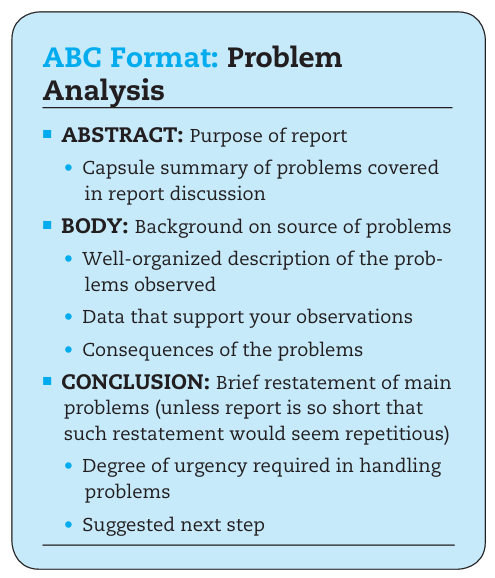 ABC Format: Problem
Analysis
■ ABSTRACT: Purpose of report
• Capsule summary of problems covered
in report discussion
■ BODY: Background on source of problems
• Well-organized description of the prob-
lems observed
• Data that support your observations
• Consequences of the problems
■ CONCLUSION: Brief restatement of main
problems (unless report is so short that
such restatement would seem repetitious)
• Degree of urgency required in handling
problems
• Suggested next step